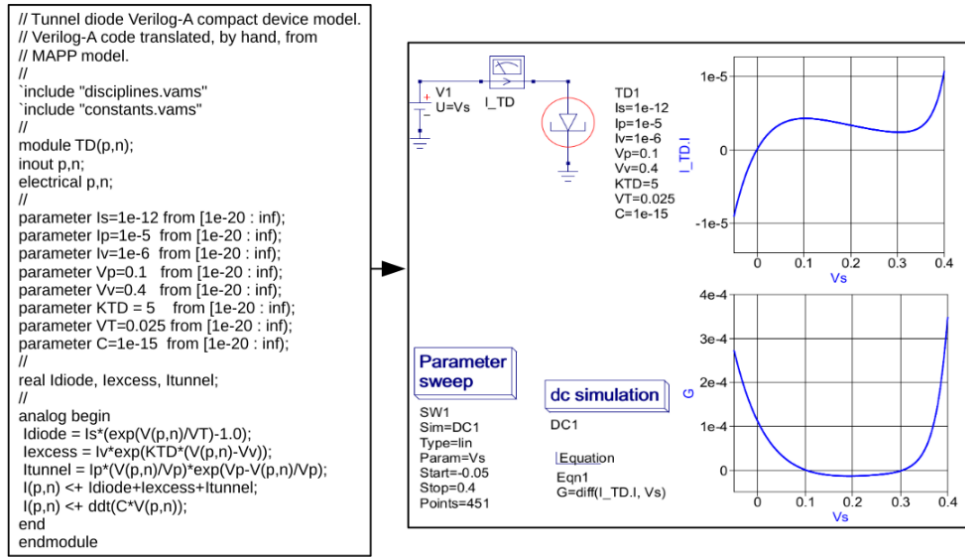 // Tunnel diode Verilog-A compact device model.
// Verilog-A code translated, by hand, from
// MAPP model.
//
`include "disciplines.vams"
`include "constants.vams"
//
module TD(p,n);
inout p,n;
electrical p,n;
//
parameter Is=1e-12 from [1e-20 : inf);
parameter Ip=1e-5 from [1e-20 : inf);
parameter Iv=1e-6 from [1e-20 : inf);
parameter Vp=0.1 from [1e-20 : inf);
parameter Vv=0.4 from [1e-20 : inf);
parameter KTD = 5 from [1e-20 : inf);
parameter VT=0.025 from [1e-20 : inf);
parameter C=1e-15 from [1e-20 : inf);
//
real Idiode, Iexcess, Itunnel;
//
analog begin
Idiode = Is*(exp(V(p,n)/VT)-1.0);
Iexcess = Iv*exp(KTD*(V(p,n)-Vv));
Itunnel = Ip*(V(p,n)/Vp)*exp(Vp-V(p,n)/Vp);
I(p,n) <+ Idiode+Iexcess+Itunnel;
I(p,n) <+ ddt(C*V(p,n));
end
endmodule
V1
U=Vs
I_TD
TD1
Is=1e-12
Ip=1e-5
Iv=1e-6
Vp=0.1
Vv=0.4
KTD=5
VT=0.025
C=1e-15
I_TD.I
1e-5
0
-1e-5
0 0.1 0.2 0.3 0.4
Vs
Parameter
sweep
SW1
Sim=DC1
Type=lin
Param=Vs
Start=-0.05
Stop=0.4
Points=451
dc simulation
DC1
Equation
Eqn1
G=diff(I_TD.I, Vs)
G
4e-4
3e-4
2e-4
1e-4
0
0 0.1 0.2 0.3 0.4
Vs